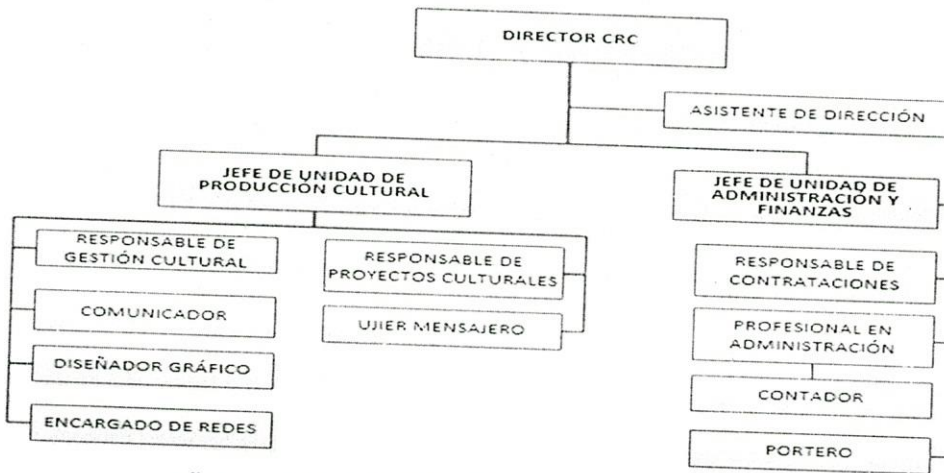 DIRECTOR CRC
ASISTENTE DE DIRECCIÓN
JEFE DE UNIDAD DE
PRODUCCIÓN CULTURAL
JEFE DE UNIDAD DE
ADMINISTRACIÓN Y
FINANZAS
RESPONSABLE DE
GESTIÓN CULTURAL
COMUNICADOR
DISEÑADOR GRÁFICO
ENCARGADO DE REDES
RESPONSABLE DE
PROYECTOS CULTURALES
UJIER MENSAJERO
RESPONSABLE DE
CONTRATACIONES
PROFESIONAL EN
ADMINISTRACIÓN
CONTADOR
PORTERO